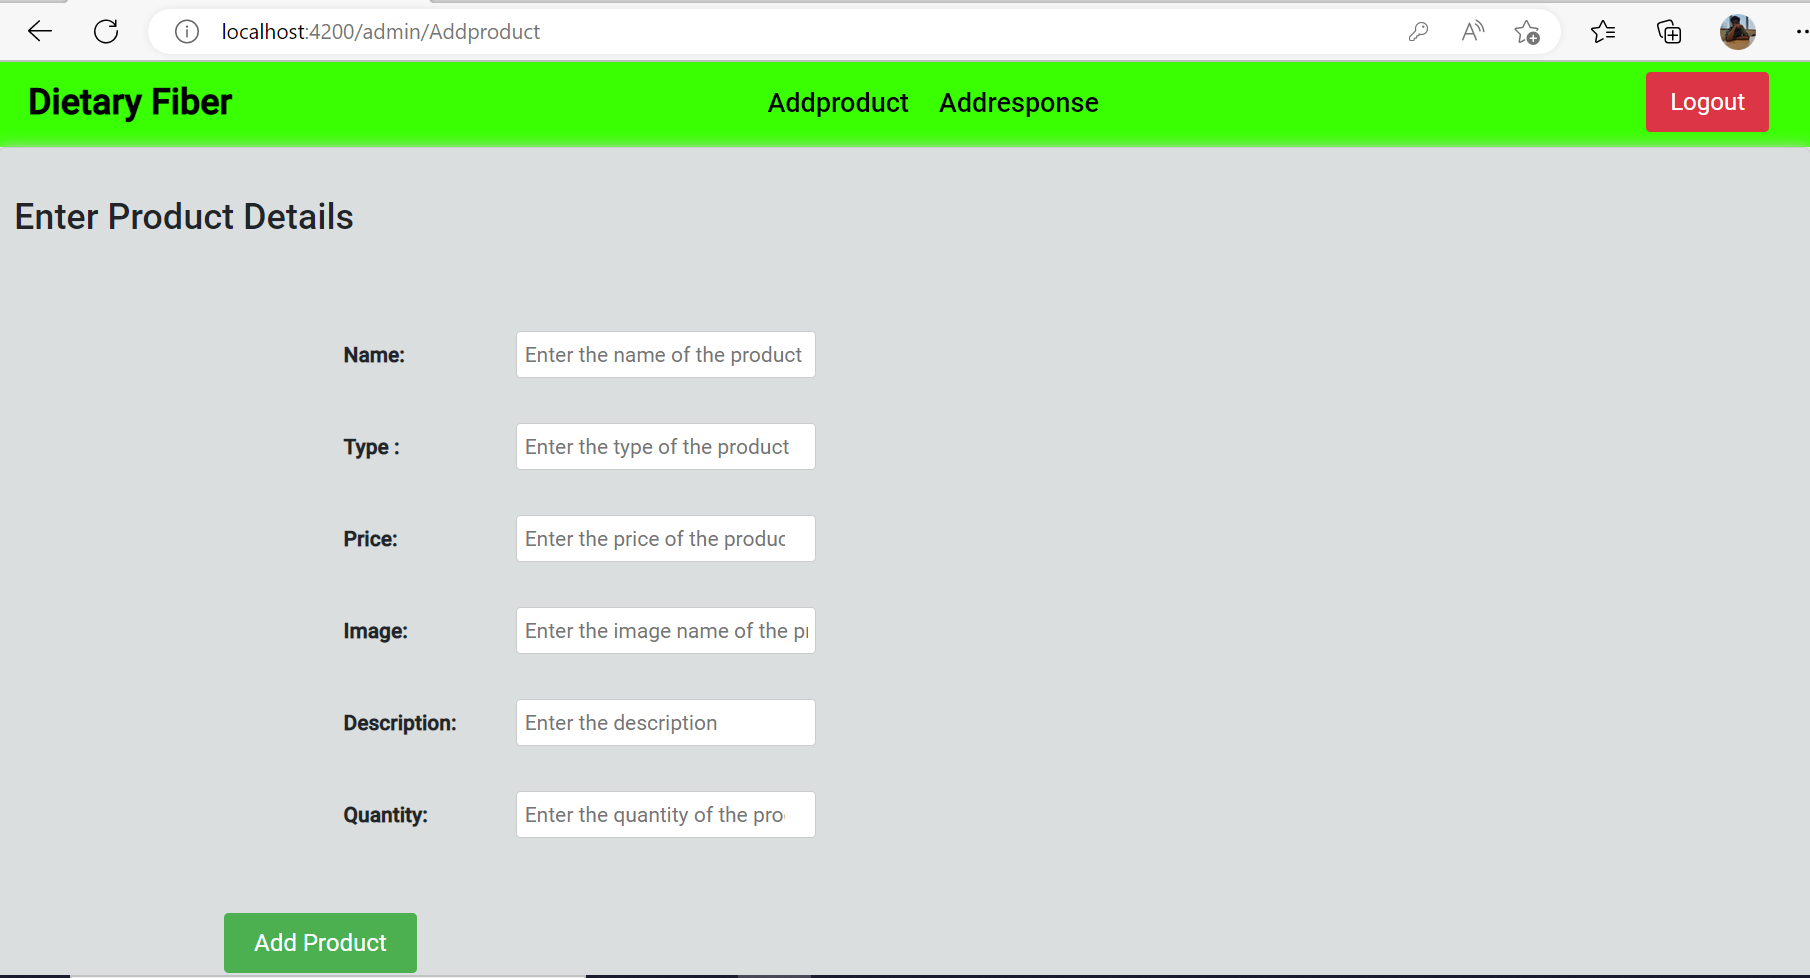 localhost:4200/admin/Addproduct
Dietary Fiber Addproduct Addresponse Logout
Enter Product Details
Name: Enter the name of the product
Type : Enter the type of the product
Price: Enter the price of the produc
Image: Enter the image name of the pr
Description: Enter the description
Quantity: Enter the quantity of the pro
Add Product